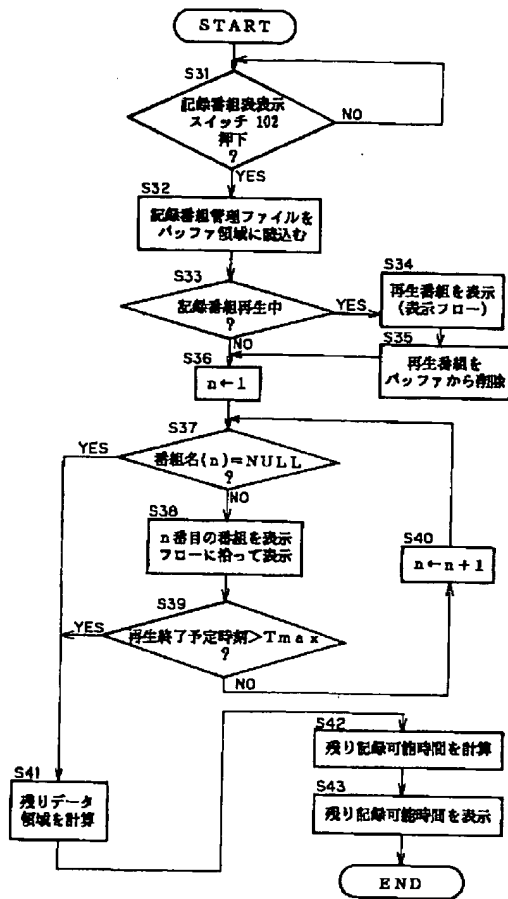 START
S31
記録番組表表示
スイッチ 102
押下
?
NO
YES
S32
記録番組管理ファイルを
バッファ領域に読込む
S33
記録番組再生中
?
YES
NO
S34
再生番組を表示
(表示フロー)
S35
再生番組を
バッファから削除
S36
n←1
S37
番組名(n)=NULL
?
YES
NO
S38
n番目の番組を表示
フローに沿って表示
S39
再生終了予定時刻>Tmax
?
YES
NO
S40
n←n+1
S41
残りデータ
領域を計算
S42
残り記録可能時間を計算
S43
残り記録可能時間を表示
END